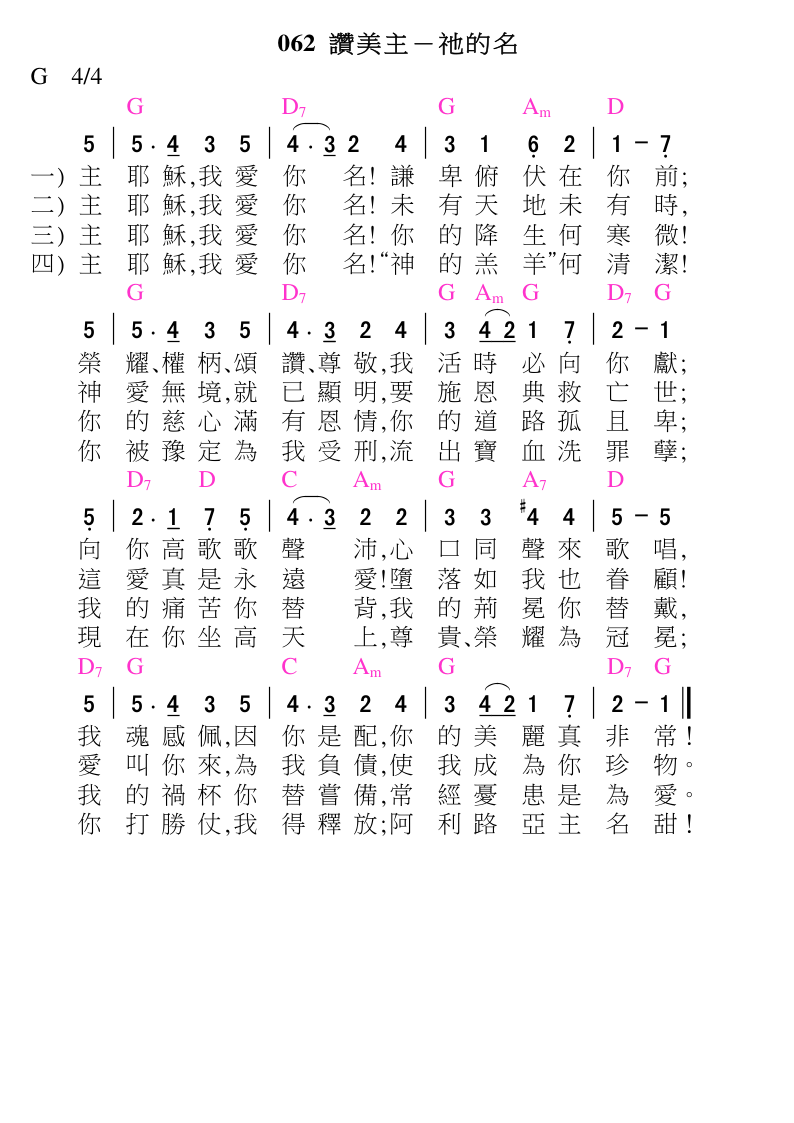 062 讚美主－祂的名
G 4/4
G D7 G Am D
5 | 5 · 4 3 5 | 4 · 3 2 4 | 3 1 6 2 | 1 － 7
一) 主 耶 穌,我 愛 你 名! 謙 卑 俯 伏 在 你 前;
二) 主 耶 穌,我 愛 你 名! 未 有 天 地 未 有 時,
三) 主 耶 穌,我 愛 你 名! 你 的 降 生 何 寒 微!
四) 主 耶 穌,我 愛 你 名!“神 的 羔 羊”何 清 潔!
G D7 G Am G D7 G
5 | 5 · 4 3 5 | 4 · 3 2 4 | 3 4 2 1 7 | 2 － 1
榮 耀、權 柄、頌 讚、尊 敬,我 活 時 必 向 你 獻;
神 愛 無 境,就 已 顯 明,要 施 恩 典 救 亡 世;
你 的 慈 心 滿 有 恩 情,你 的 道 路 孤 且 卑;
你 被 豫 定 為 我 受 刑,流 出 寶 血 洗 罪 孽;
D7 D C Am G A7 D
5 | 2 · 1 7 5 | 4 · 3 2 2 | 3 3 #4 4 | 5 － 5
向 你 高 歌 歌 聲 沛,心 口 同 聲 來 歌 唱,
這 愛 真 是 永 遠 愛!墮 落 如 我 也 眷 顧!
我 的 痛 苦 你 替 背,我 的 荊 冕 你 替 戴,
現 在 你 坐 高 天 上,尊 貴、榮 耀 為 冠 冕;
D7 G C Am G D7 G
5 | 5 · 4 3 5 | 4 · 3 2 4 | 3 4 2 1 7 | 2 － 1 ‖
我 魂 感 佩,因 你 是 配,你 的 美 麗 真 非 常!
愛 叫 你 來,為 我 負 債,使 我 成 為 你 珍 物。
我 的 禍 杯 你 替 嘗 備,常 經 憂 患 是 為 愛。
你 打 勝 仗,我 得 釋 放;阿 利 路 亞 主 名 甜!